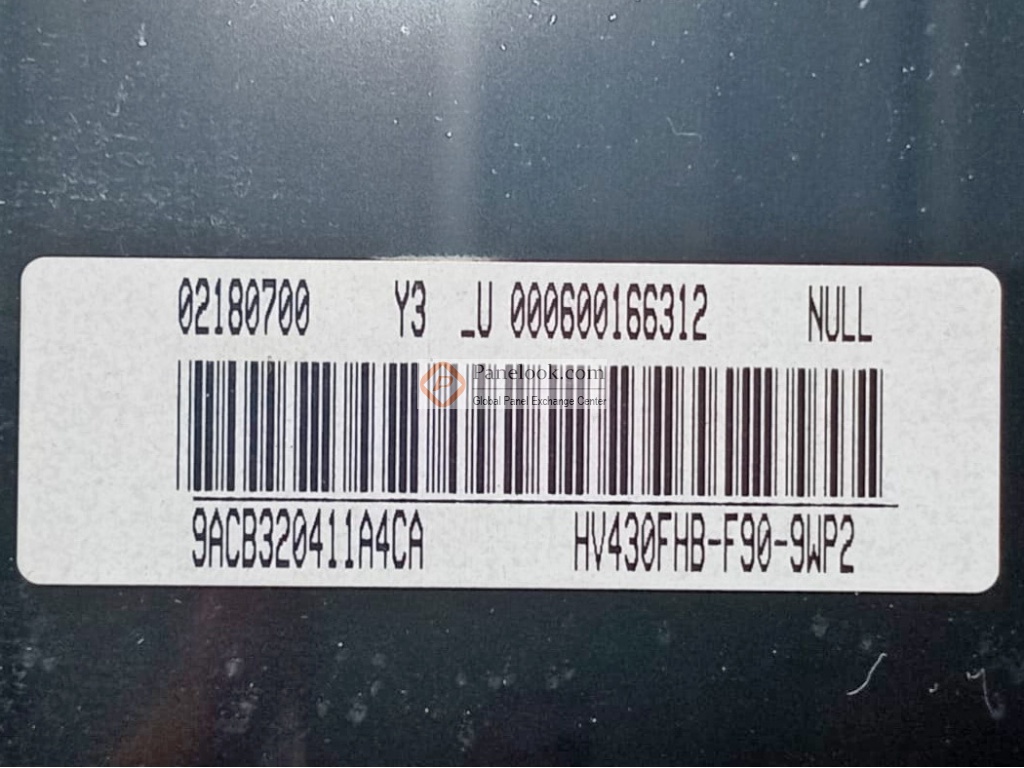 02180700 Y3 _U 000600166312 NULL
Panelook.com
Global Panel Exchange Center
9ACB320411A4CA HV430FHB-F90-9WP2